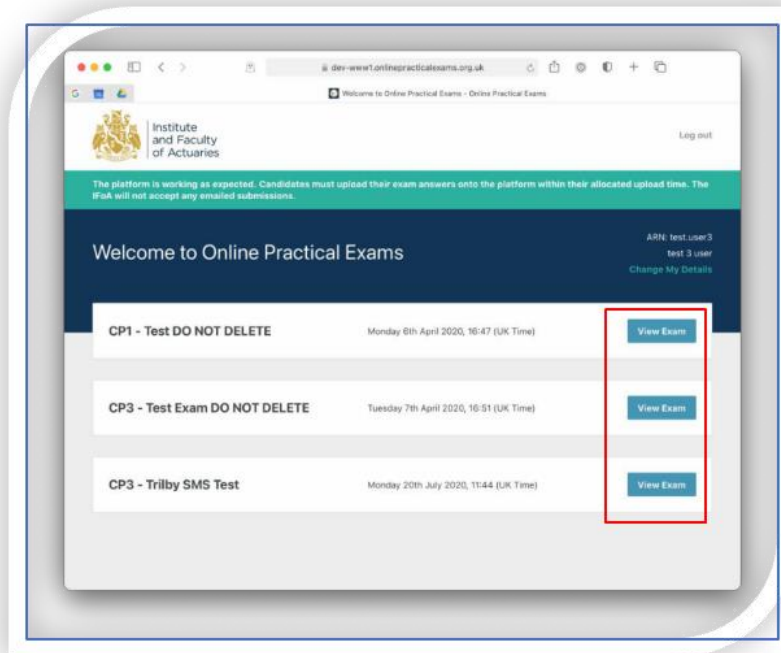 dev-www1.onlinepracticalexams.org.uk
Welcome to Online Practical Exams - Online Practical Exams
Institute
and Faculty
of Actuaries
Log out
The platform is working as expected. Candidates must upload their exam answers onto the platform within their allocated upload time. The
IFoA will not accept any emailed submissions.
Welcome to Online Practical Exams
ARN: test.user3
test 3 user
Change My Details
CP1 - Test DO NOT DELETE
Monday 6th April 2020, 16:47 (UK Time)
View Exam
CP3 - Test Exam DO NOT DELETE
Tuesday 7th April 2020, 16:51 (UK Time)
View Exam
CP3 - Trilby SMS Test
Monday 20th July 2020, 11:44 (UK Time)
View Exam